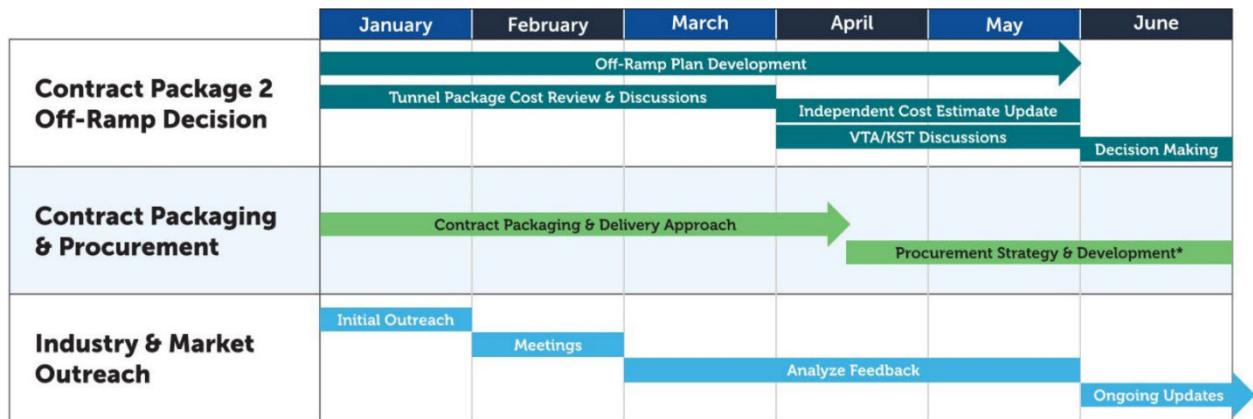 January February March April May June
Contract Package 2
Off-Ramp Decision
Off-Ramp Plan Development
Tunnel Package Cost Review & Discussions
Independent Cost Estimate Update
VTA/KST Discussions
Decision Making
Contract Packaging
& Procurement
Contract Packaging & Delivery Approach
Procurement Strategy & Development*
Industry & Market
Outreach
Initial Outreach
Meetings
Analyze Feedback
Ongoing Updates